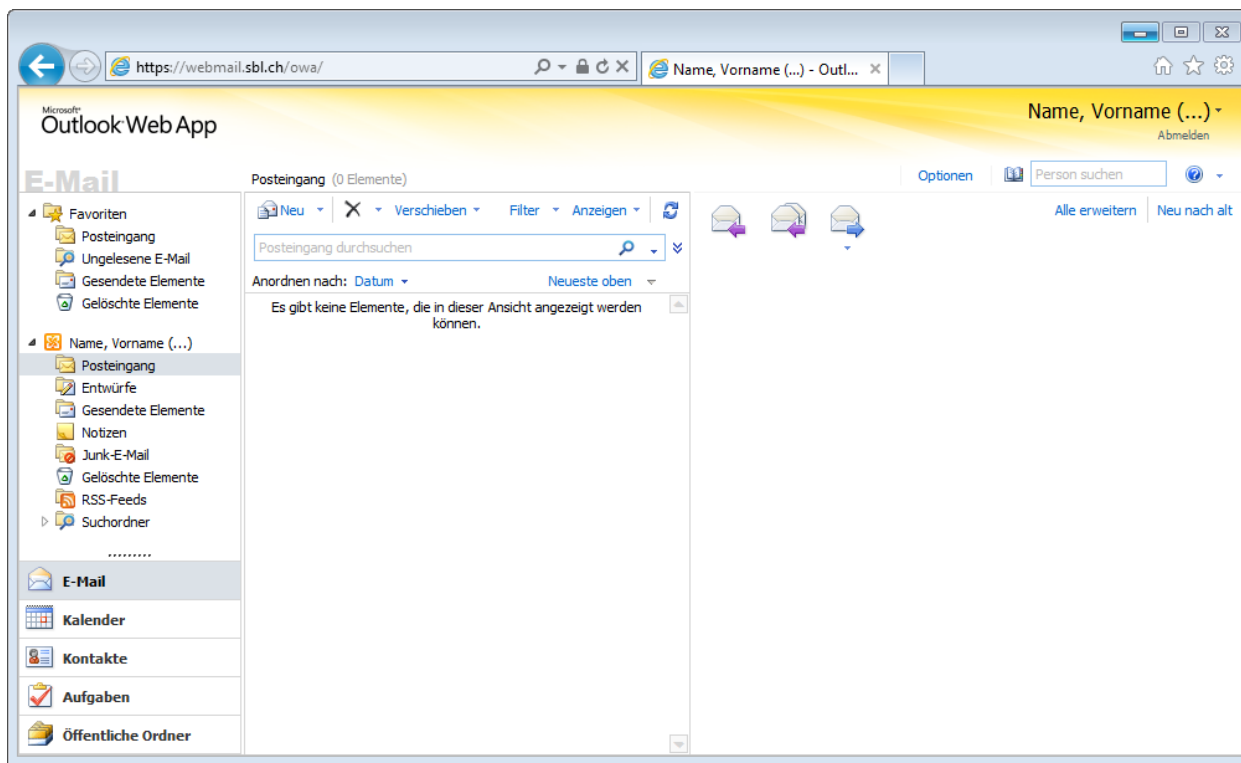 https://webmail.sbl.ch/owa/
Name, Vorname (...) - Outl...
Microsoft
Outlook Web App
Name, Vorname (...)
Abmelden
E-Mail
Posteingang (0 Elemente)
Optionen
Person suchen
Favoriten
Posteingang
Ungelesene E-Mail
Gesendete Elemente
Gelöschte Elemente
Name, Vorname (...)
Posteingang
Entwürfe
Gesendete Elemente
Notizen
Junk-E-Mail
Gelöschte Elemente
RSS-Feeds
Suchordner
E-Mail
Kalender
Kontakte
Aufgaben
Öffentliche Ordner
Neu Verschieben Filter Anzeigen
Posteingang durchsuchen
Anordnen nach: Datum Neueste oben
Es gibt keine Elemente, die in dieser Ansicht angezeigt werden
können.
Alle erweitern Neu nach alt